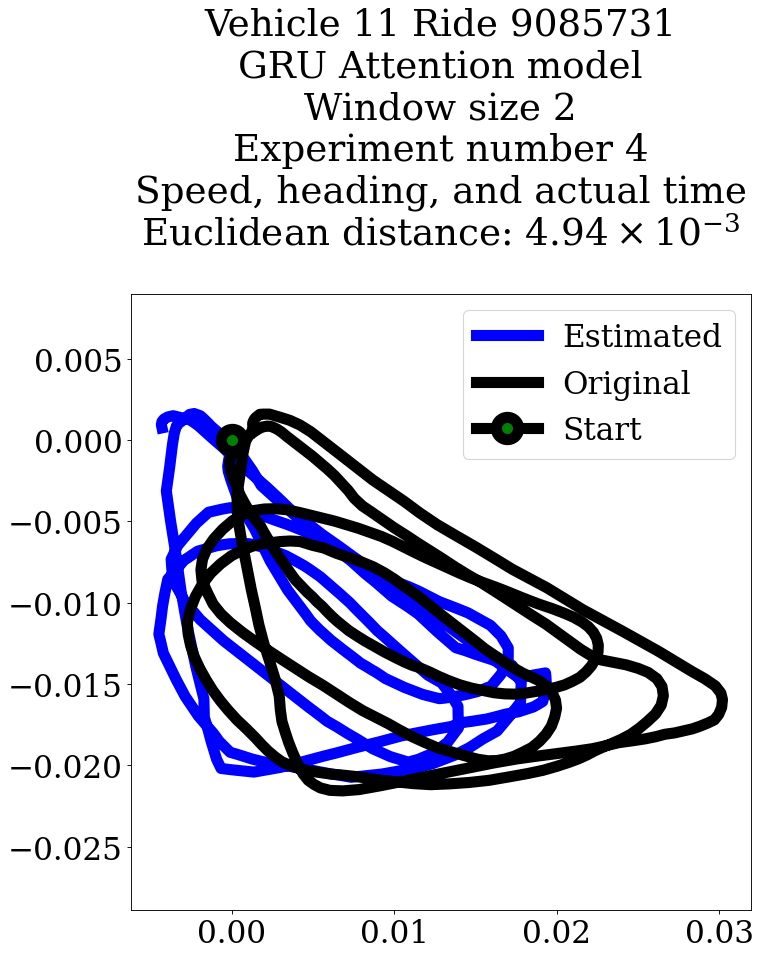 Vehicle 11 Ride 9085731
GRU Attention model
Window size 2
Experiment number 4
Speed, heading, and actual time
Euclidean distance: 4.94 × 10⁻³
Estimated
Original
Start
0.005
0.000
−0.005
−0.010
−0.015
−0.020
−0.025
0.00 0.01 0.02 0.03